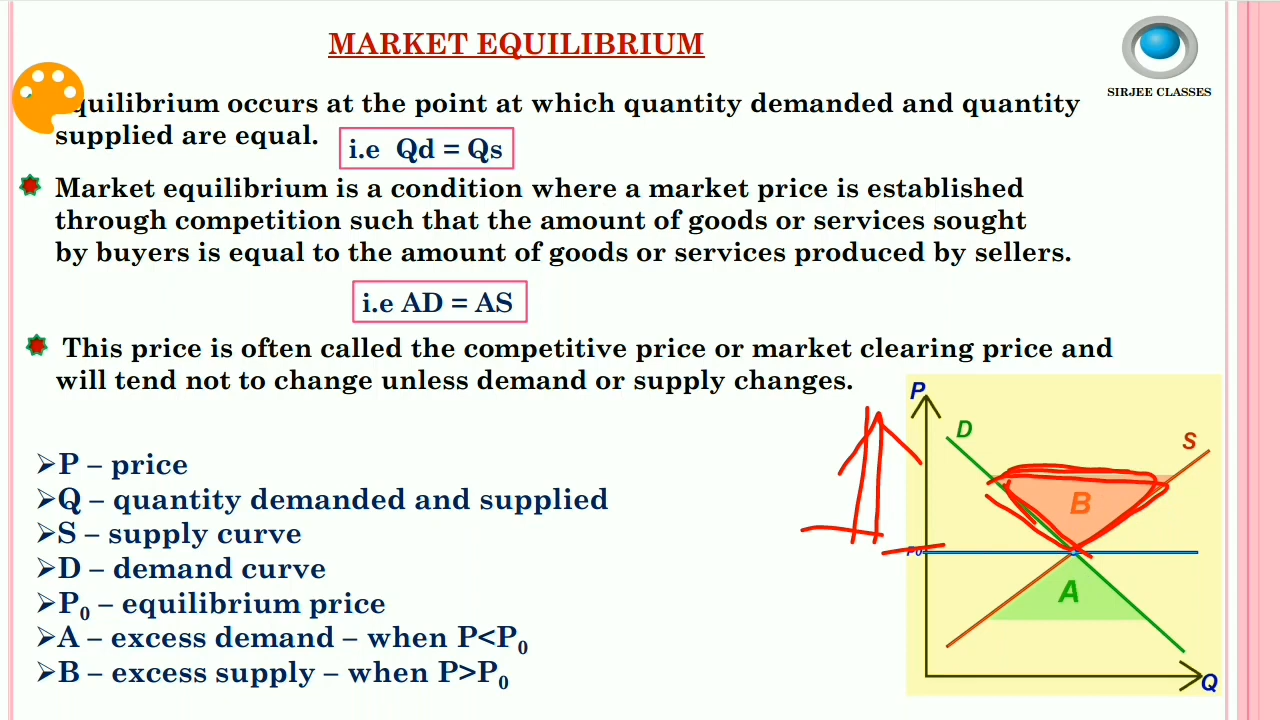 MARKET EQUILIBRIUM
SIRJEE CLASSES
quilibrium occurs at the point at which quantity demanded and quantity
supplied are equal.
i.e Qd = Qs
Market equilibrium is a condition where a market price is established
through competition such that the amount of goods or services sought
by buyers is equal to the amount of goods or services produced by sellers.
i.e AD = AS
This price is often called the competitive price or market clearing price and
will tend not to change unless demand or supply changes.
➢P – price
➢Q – quantity demanded and supplied
➢S – supply curve
➢D – demand curve
➢P₀ – equilibrium price
➢A – excess demand – when P<P₀
➢B – excess supply – when P>P₀
P
D
S
B
P0
A
Q